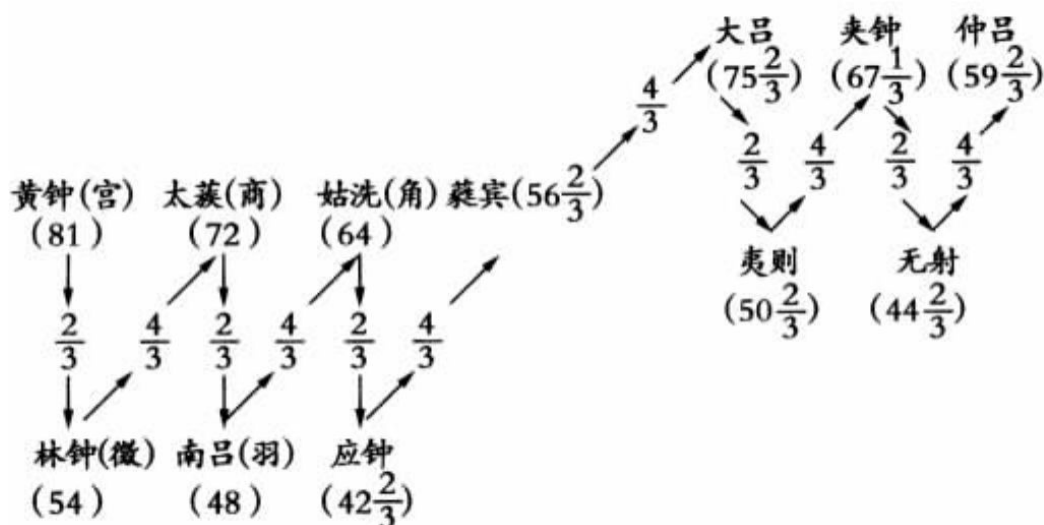 大吕 夹钟 仲吕
(75 2/3) (67 1/3) (59 2/3)
4/3
2/3 4/3 2/3 4/3
黄钟(宫) 太蔟(商) 姑洗(角) 蕤宾(56 2/3)
(81) (72) (64)
夷则 无射
(50 2/3) (44 2/3)
2/3 4/3 2/3 4/3 2/3 4/3
林钟(徵) 南吕(羽) 应钟
(54) (48) (42 2/3)